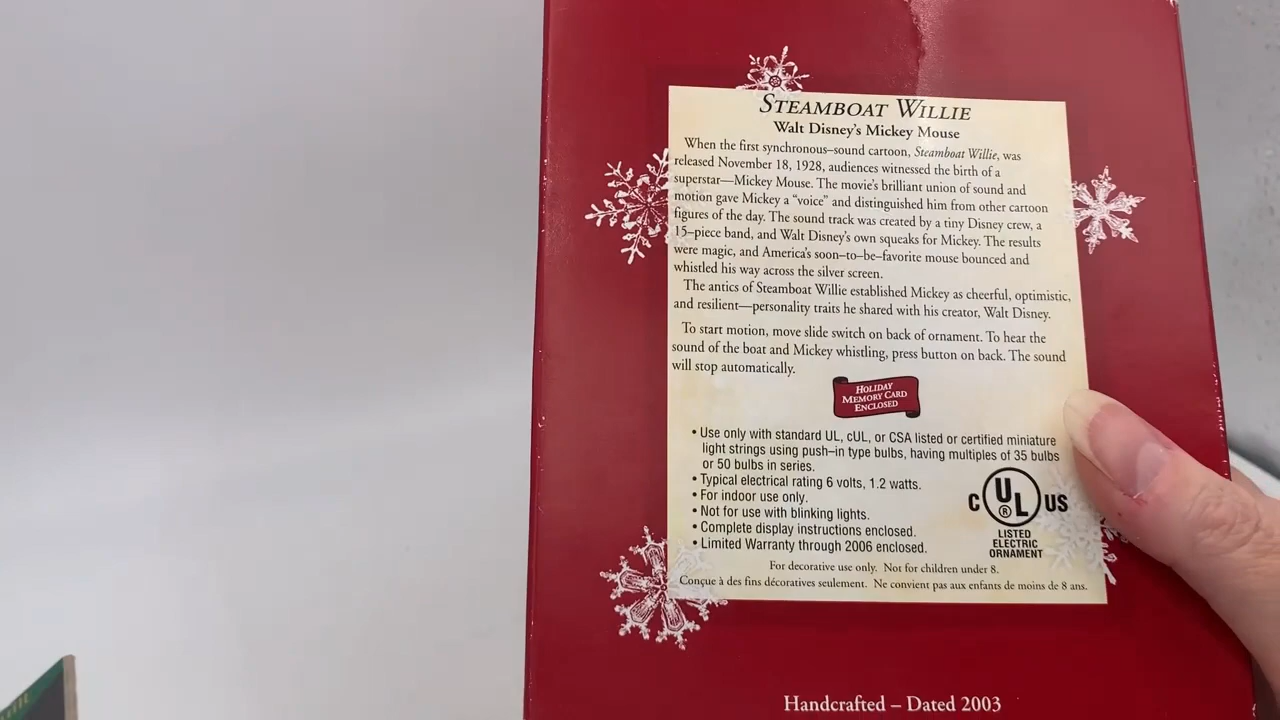 STEAMBOAT WILLIE
Walt Disney's Mickey Mouse
When the first synchronous–sound cartoon, Steamboat Willie, was
released November 18, 1928, audiences witnessed the birth of a
superstar—Mickey Mouse. The movie's brilliant union of sound and
motion gave Mickey a "voice" and distinguished him from other cartoon
figures of the day. The sound track was created by a tiny Disney crew, a
15–piece band, and Walt Disney's own squeaks for Mickey. The results
were magic, and America's soon–to–be–favorite mouse bounced and
whistled his way across the silver screen.
The antics of Steamboat Willie established Mickey as cheerful, optimistic,
and resilient—personality traits he shared with his creator, Walt Disney.
To start motion, move slide switch on back of ornament. To hear the
sound of the boat and Mickey whistling, press button on back. The sound
will stop automatically.
HOLIDAY
MEMORY CARD
ENCLOSED
• Use only with standard UL, cUL, or CSA listed or certified miniature
light strings using push–in type bulbs, having multiples of 35 bulbs
or 50 bulbs in series.
• Typical electrical rating 6 volts, 1.2 watts.
• For indoor use only.
• Not for use with blinking lights.
• Complete display instructions enclosed.
• Limited Warranty through 2006 enclosed.
C UL ® US
LISTED
ELECTRIC
ORNAMENT
For decorative use only. Not for children under 8.
Conçue à des fins décoratives seulement. Ne convient pas aux enfants de moins de 8 ans.
Handcrafted – Dated 2003